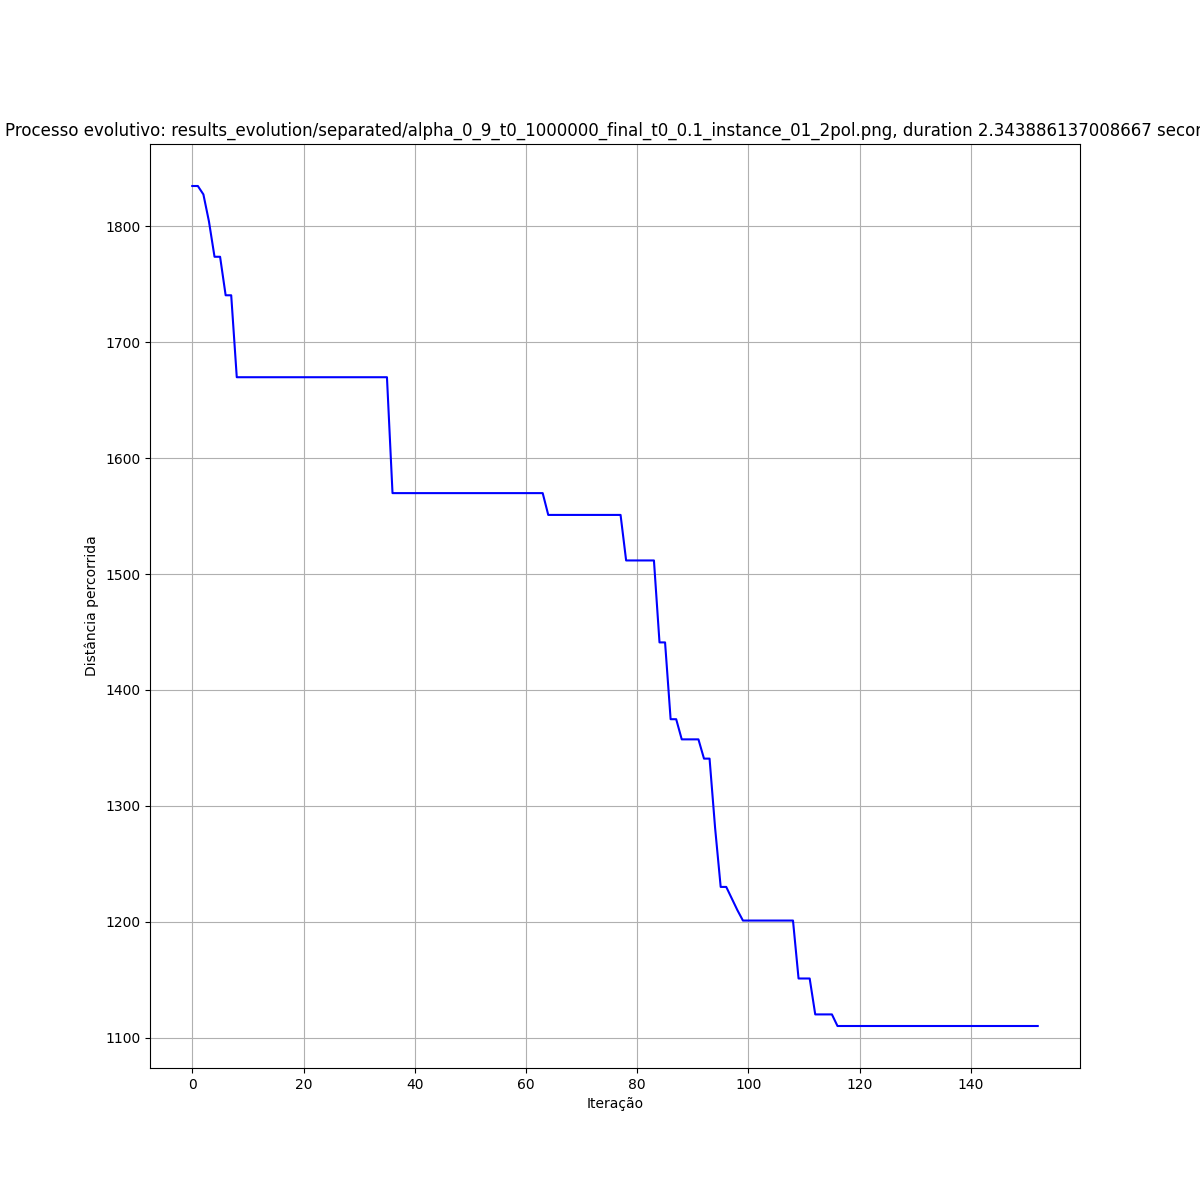 Processo evolutivo: results_evolution/separated/alpha_0_9_t0_1000000_final_t0_0.1_instance_01_2pol.png, duration 2.343886137008667
1800
1700
1600
1500
1400
1300
1200
1100
Distância percorrida
0 20 40 60 80 100 120 140
Iteração